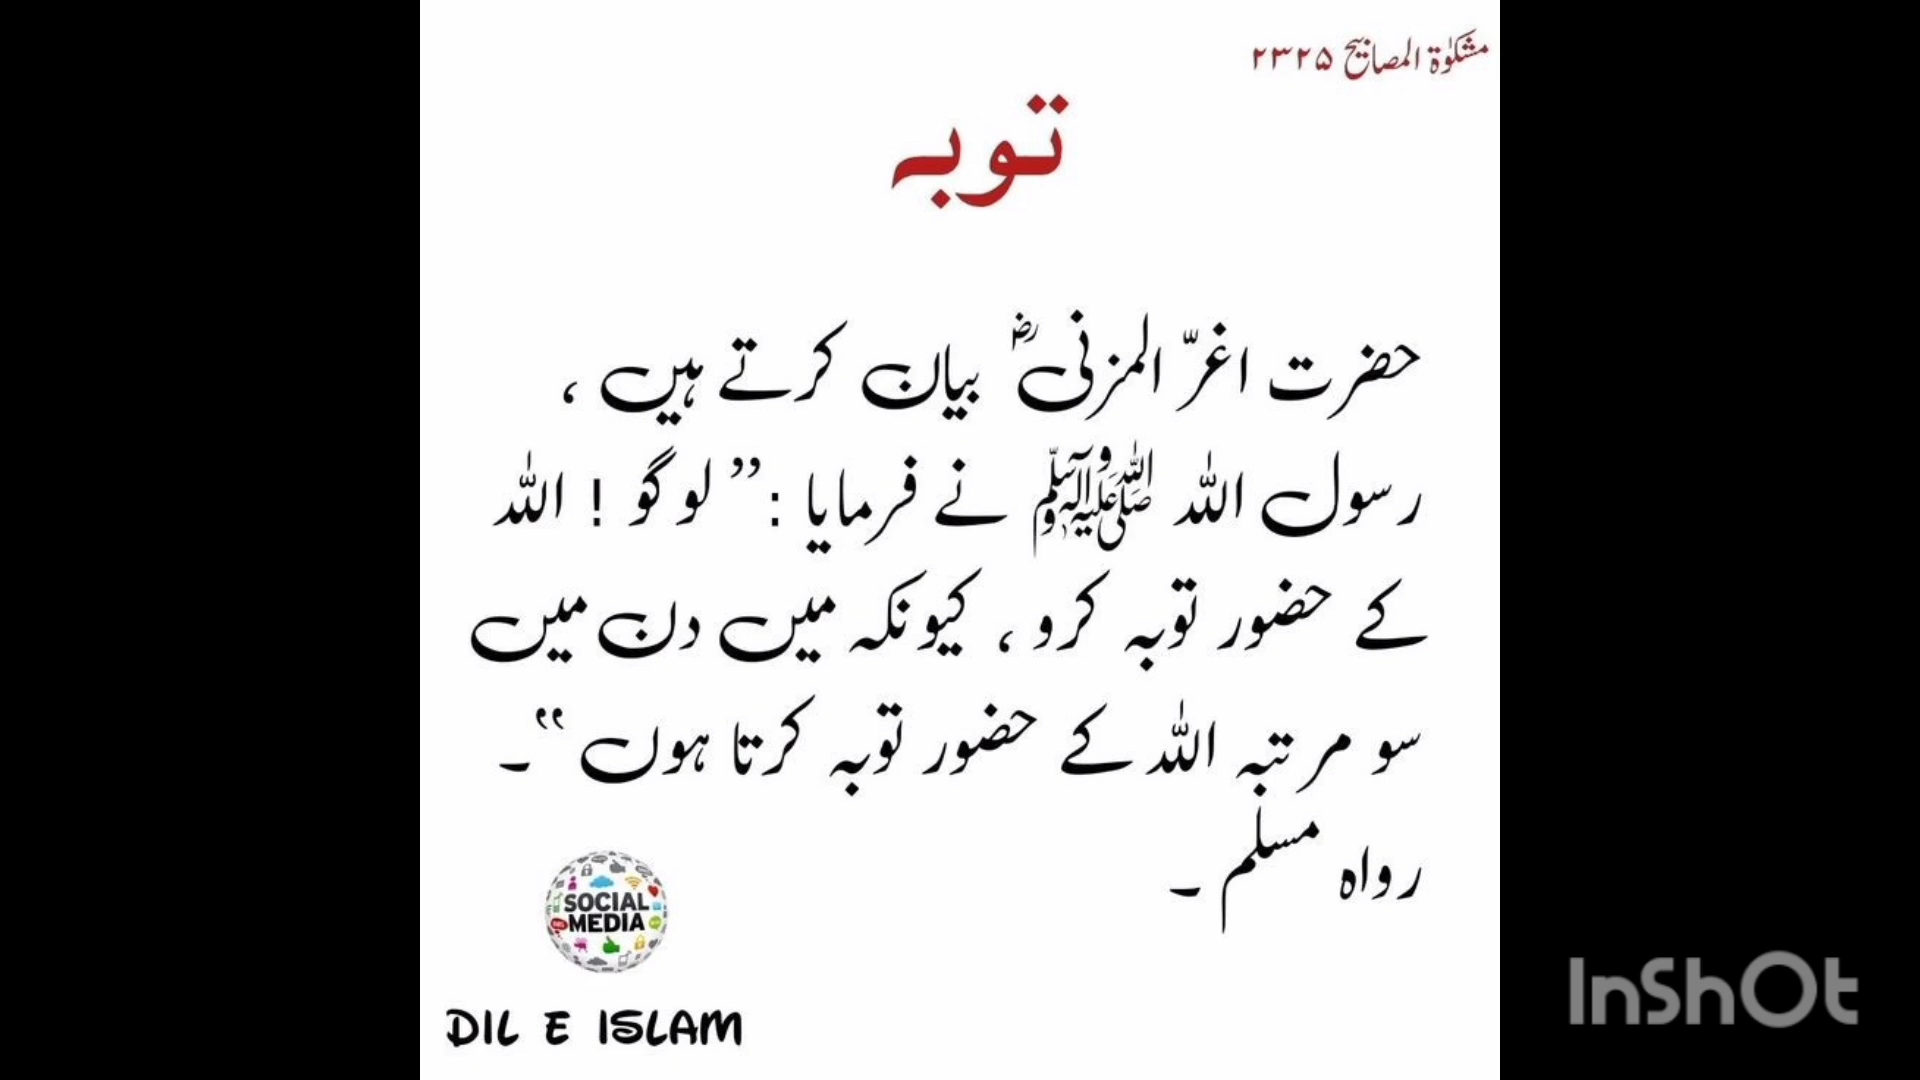 مشکوٰۃ المصابیح ۲۳۲۵
توبہ
حضرت اغرّ المزنیؓ بیان کرتے ہیں ،
رسول اللہ ﷺ نے فرمایا :” لوگو ! اللہ
کے حضور توبہ کرو ، کیونکہ میں دن میں
سو مرتبہ اللہ کے حضور توبہ کرتا ہوں “۔
رواہ مسلم ۔
SOCIAL
MEDIA
DIL E ISLAM
InShOt